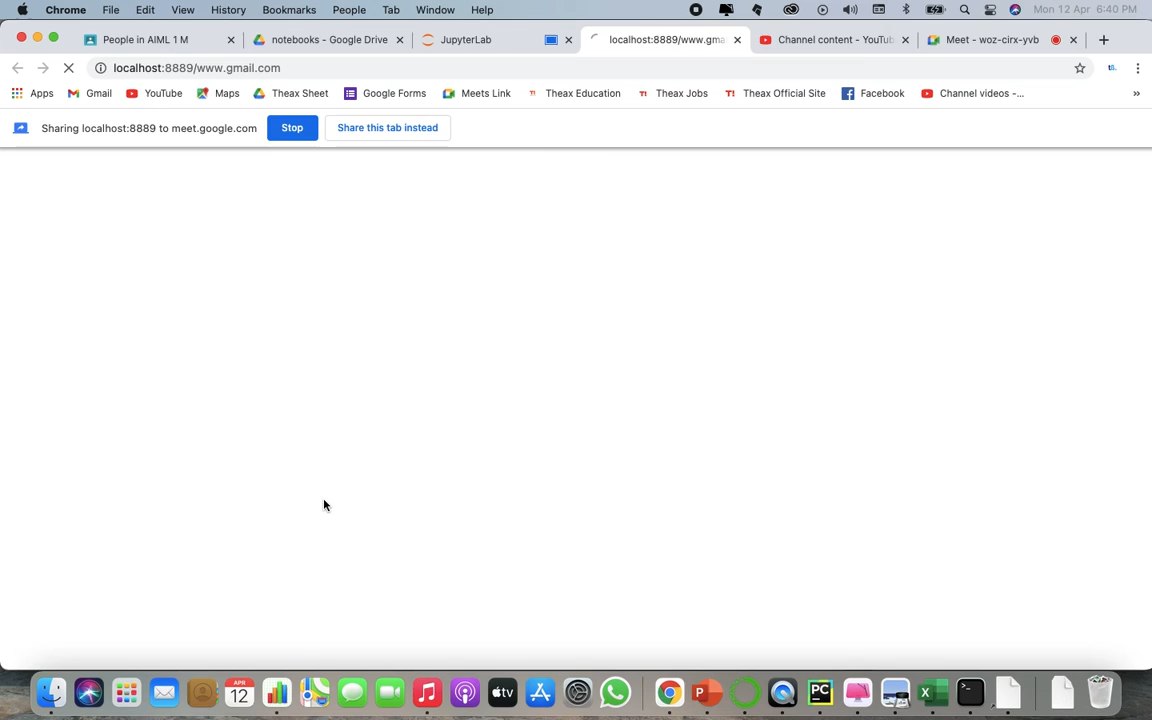 Chrome File Edit View History Bookmarks People Tab Window Help Mon 12 Apr 6:40 PM
People in AIML 1 M notebooks - Google Drive JupyterLab localhost:8889/www.gma Channel content - YouTub Meet - woz-cirx-yvb
localhost:8889/www.gmail.com
Apps Gmail YouTube Maps Theax Sheet Google Forms Meets Link Theax Education Theax Jobs Theax Official Site Facebook Channel videos -...
Sharing localhost:8889 to meet.google.com Stop Share this tab instead
APR
12
tv
P
PC
X